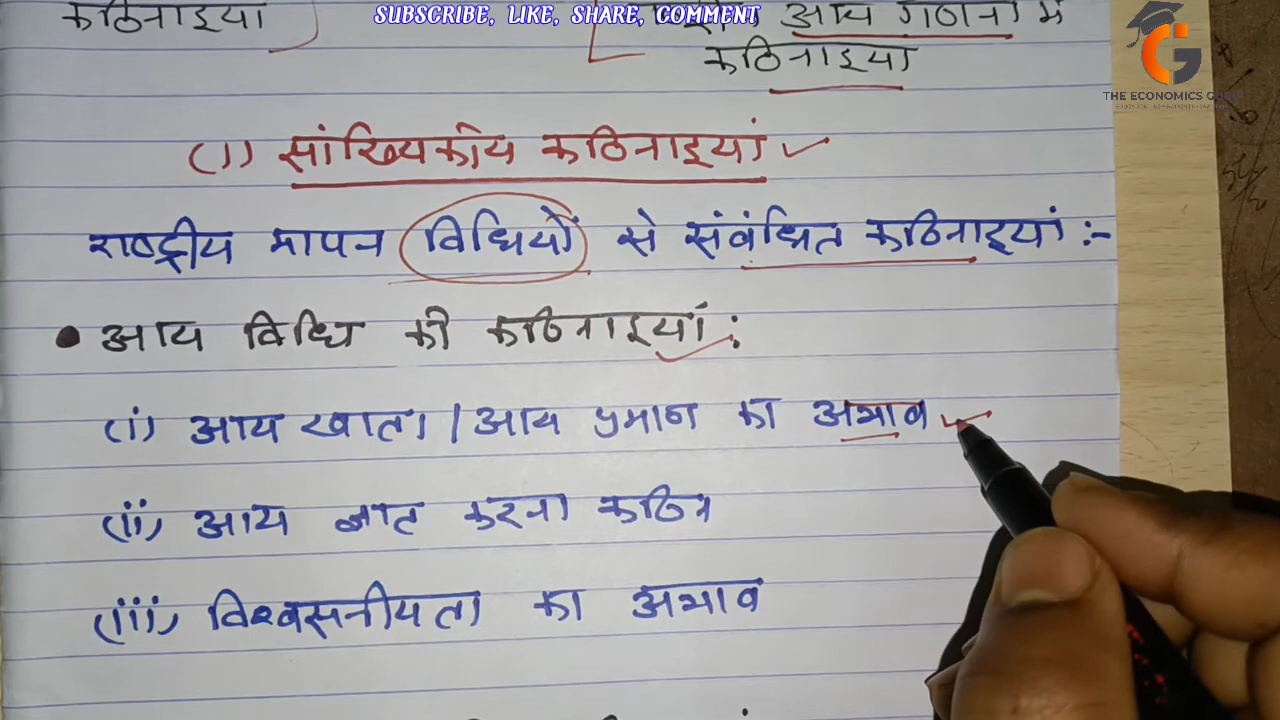 SUBSCRIBE, LIKE, SHARE, COMMENT
कठिनाइयां
आय गणना में
कठिनाइयां
THE ECONOMICS GURU
(1) सांख्यिकीय कठिनाइयां
राष्ट्रीय मापन विधियों से संबंधित कठिनाइयां :-
• आय विधि की कठिनाइयां :
(i) आय खाता / आय प्रमाण का अभाव
(ii) आय ज्ञात करना कठिन
(iii) विश्वसनीयता का अभाव